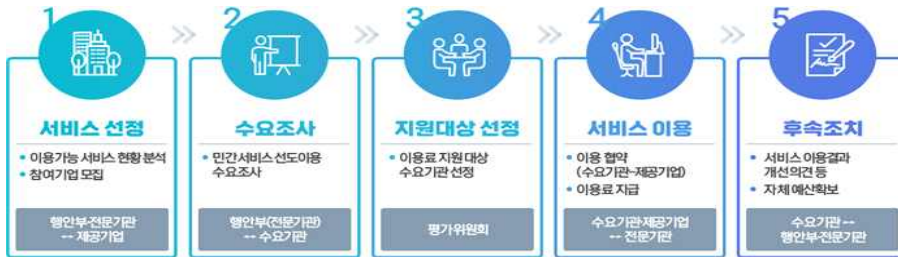 1
서비스 선정
• 이용가능 서비스 현황 분석
• 참여기업 모집
행안부·전문기관
↔ 제공기업
2
수요조사
• 민간서비스 선도이용
수요조사
행안부(전문기관)
↔ 수요기관
3
지원대상 선정
• 이용료 지원 대상
수요기관 선정
평가위원회
4
서비스 이용
• 이용 협약
(수요기관-제공기업)
• 이용료 지급
수요기관·제공기업
↔ 전문기관
5
후속조치
• 서비스 이용결과
개선의견 등
• 자체 예산확보
수요기관 ↔
행안부·전문기관